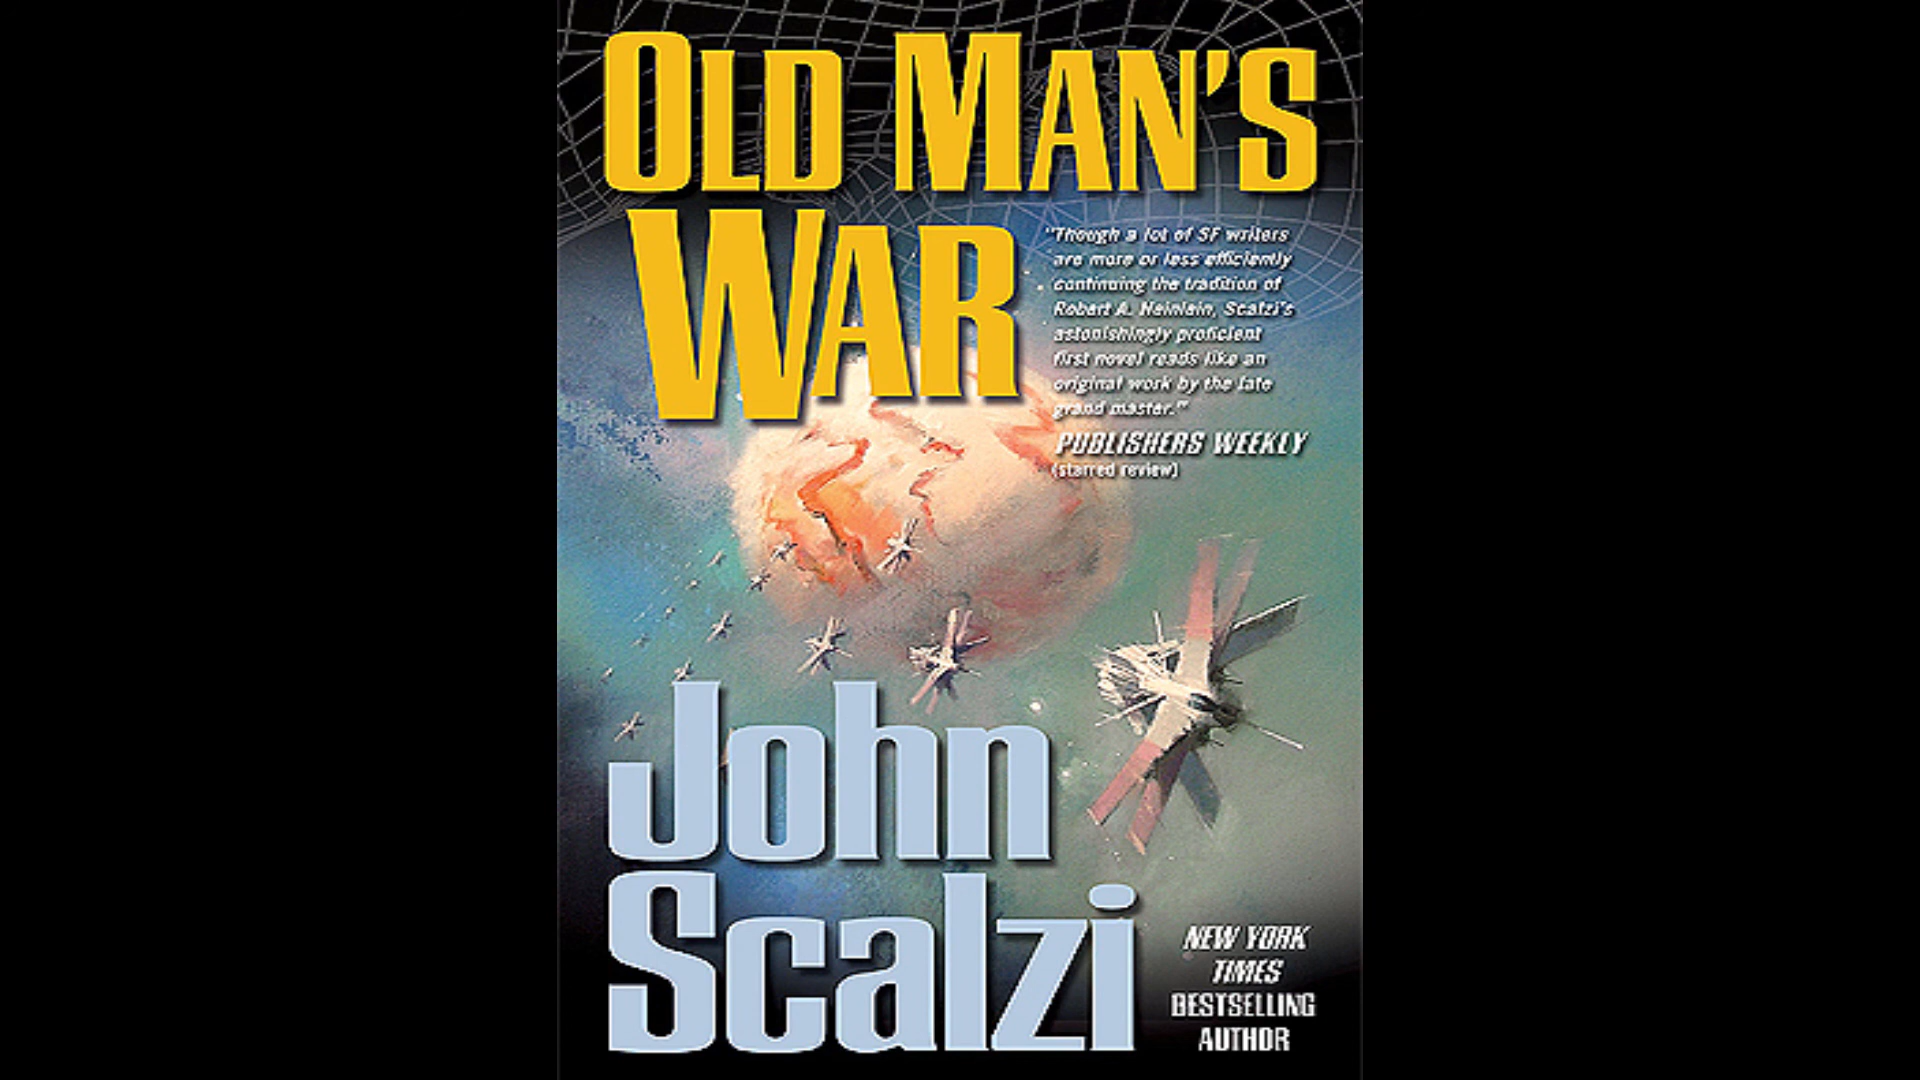 OLD MAN'S
WAR
"Though a lot of SF writers
are more or less efficiently
continuing the tradition of
Robert A. Heinlein, Scalzi's
astonishingly proficient
first novel reads like an
original work by the late
grand master."
PUBLISHERS WEEKLY
(starred review)
John
Scalzi
NEW YORK
TIMES
BESTSELLING
AUTHOR